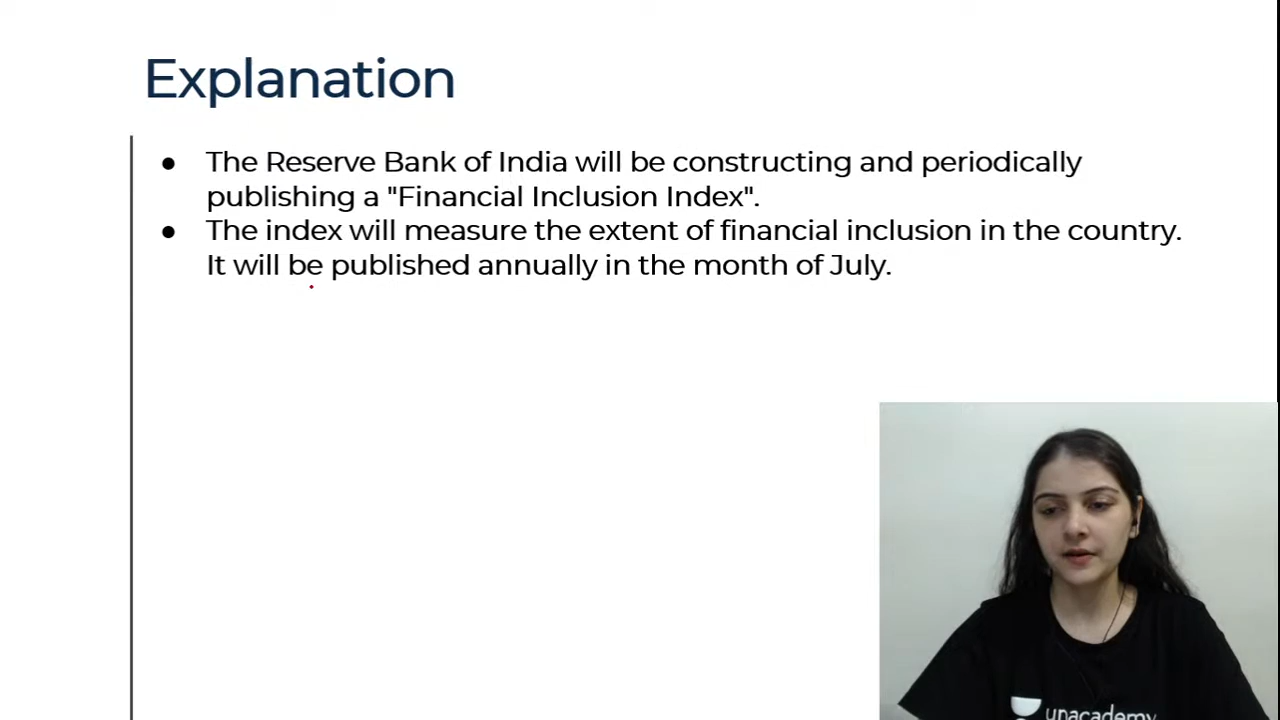 Explanation
● The Reserve Bank of India will be constructing and periodically
publishing a "Financial Inclusion Index".
● The index will measure the extent of financial inclusion in the country.
It will be published annually in the month of July.
unacademy